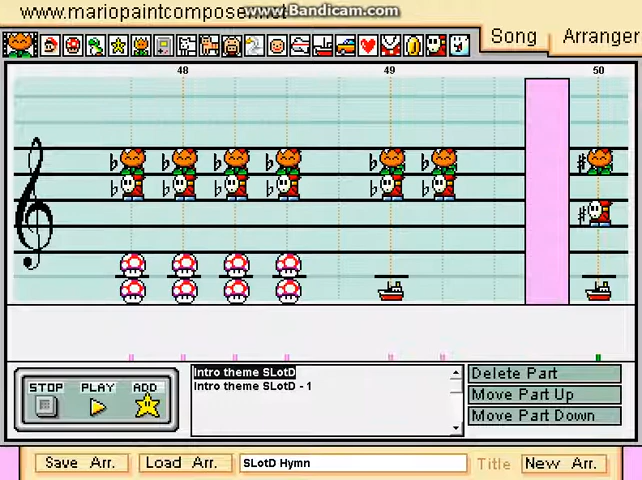 www.mariopaintcomposer.net
www.Bandicam.com
Song
Arranger
48
49
50
STOP
PLAY
ADD
Intro theme SLotD
Intro theme SLotD - 1
Delete Part
Move Part Up
Move Part Down
Save Arr.
Load Arr.
SLotD Hymn
Title
New Arr.